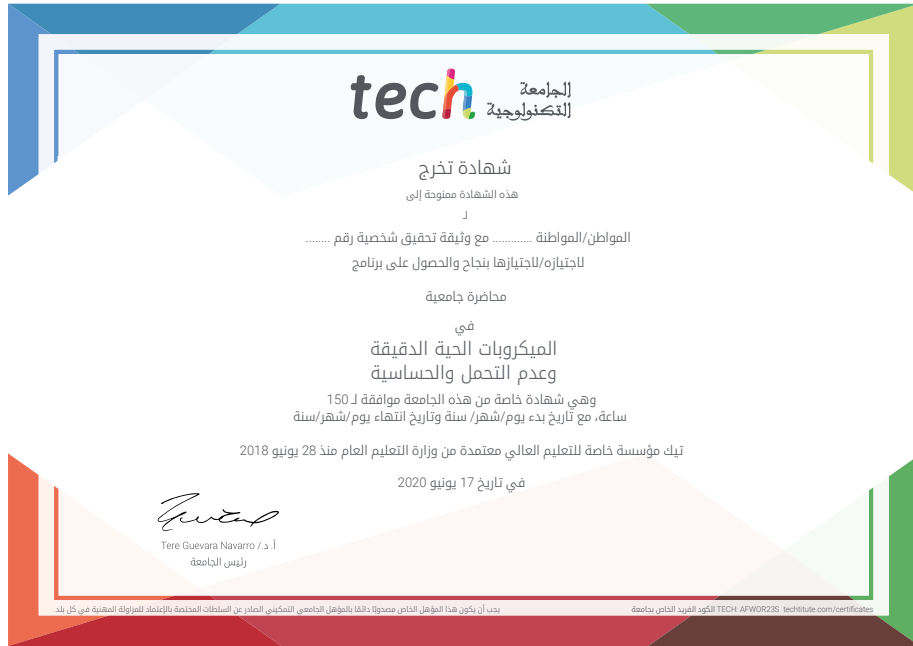 tech الجامعة
التكنولوجية
شهادة تخرج
هذه الشهادة ممنوحة إلى
لـ
المواطن/المواطنة ............. مع وثيقة تحقيق شخصية رقم ........
لاجتيازه/لاجتيازها بنجاح والحصول على برنامج
محاضرة جامعية
في
الميكروبات الحية الدقيقة
وعدم التحمل والحساسية
وهي شهادة خاصة من هذه الجامعة موافقة لـ 150
ساعة، مع تاريخ بدء يوم/شهر/ سنة وتاريخ انتهاء يوم/شهر/سنة
تيك مؤسسة خاصة للتعليم العالي معتمدة من وزارة التعليم العام منذ 28 يونيو 2018
في تاريخ 17 يونيو 2020
أ. د./ Tere Guevara Navarro
رئيس الجامعة
يجب أن يكون هذا المؤهل الخاص مصحوبًا دائمًا بالمؤهل الجامعي التمكيني الصادر عن السلطات المختصة بالإعتماد للمزاولة المهنية في كل بلد.
الكود الفريد الخاص بجامعة TECH: AFWOR23S techtitute.com/certificates